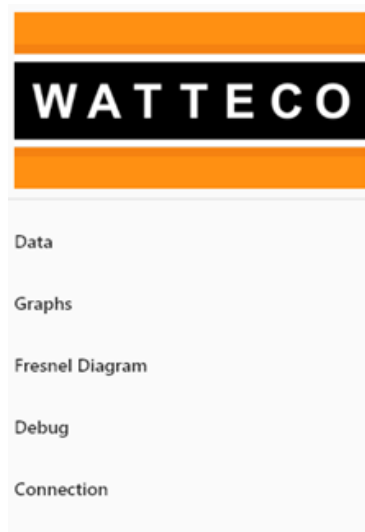 WATTECO
Data
Graphs
Fresnel Diagram
Debug
Connection